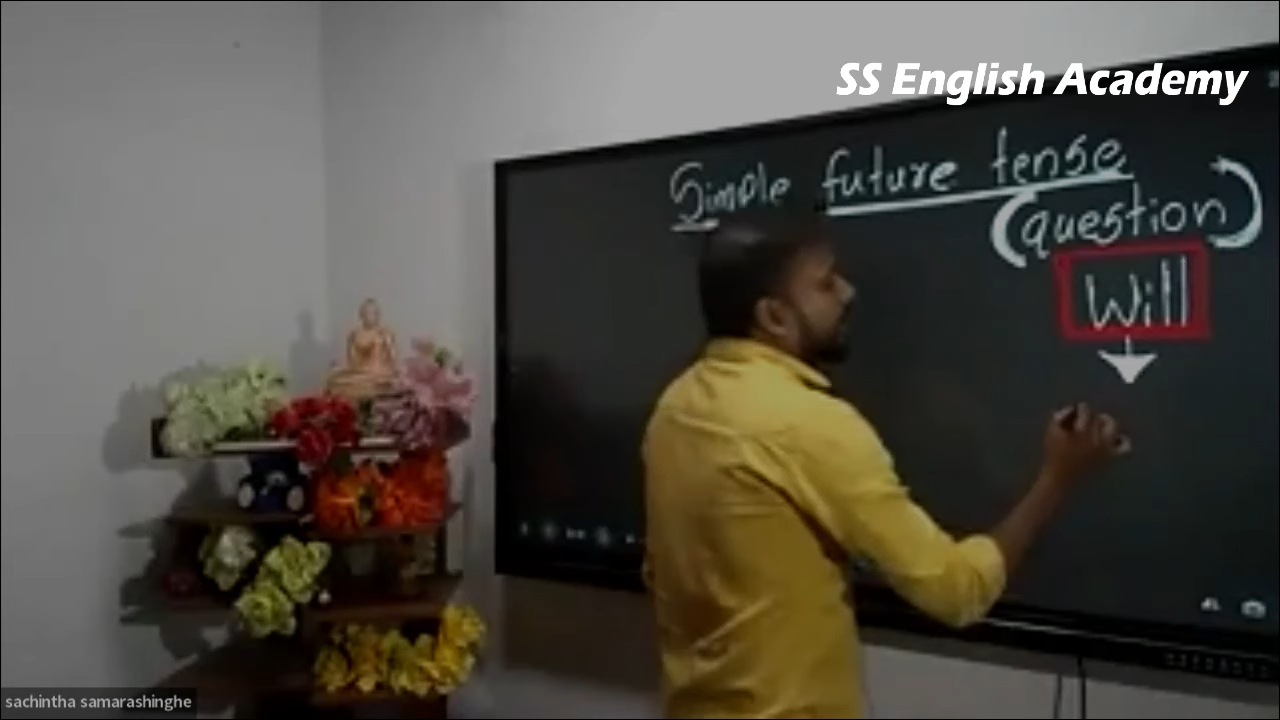 SS English Academy
Simple future tense
(question)
Will
sachintha samarashinghe